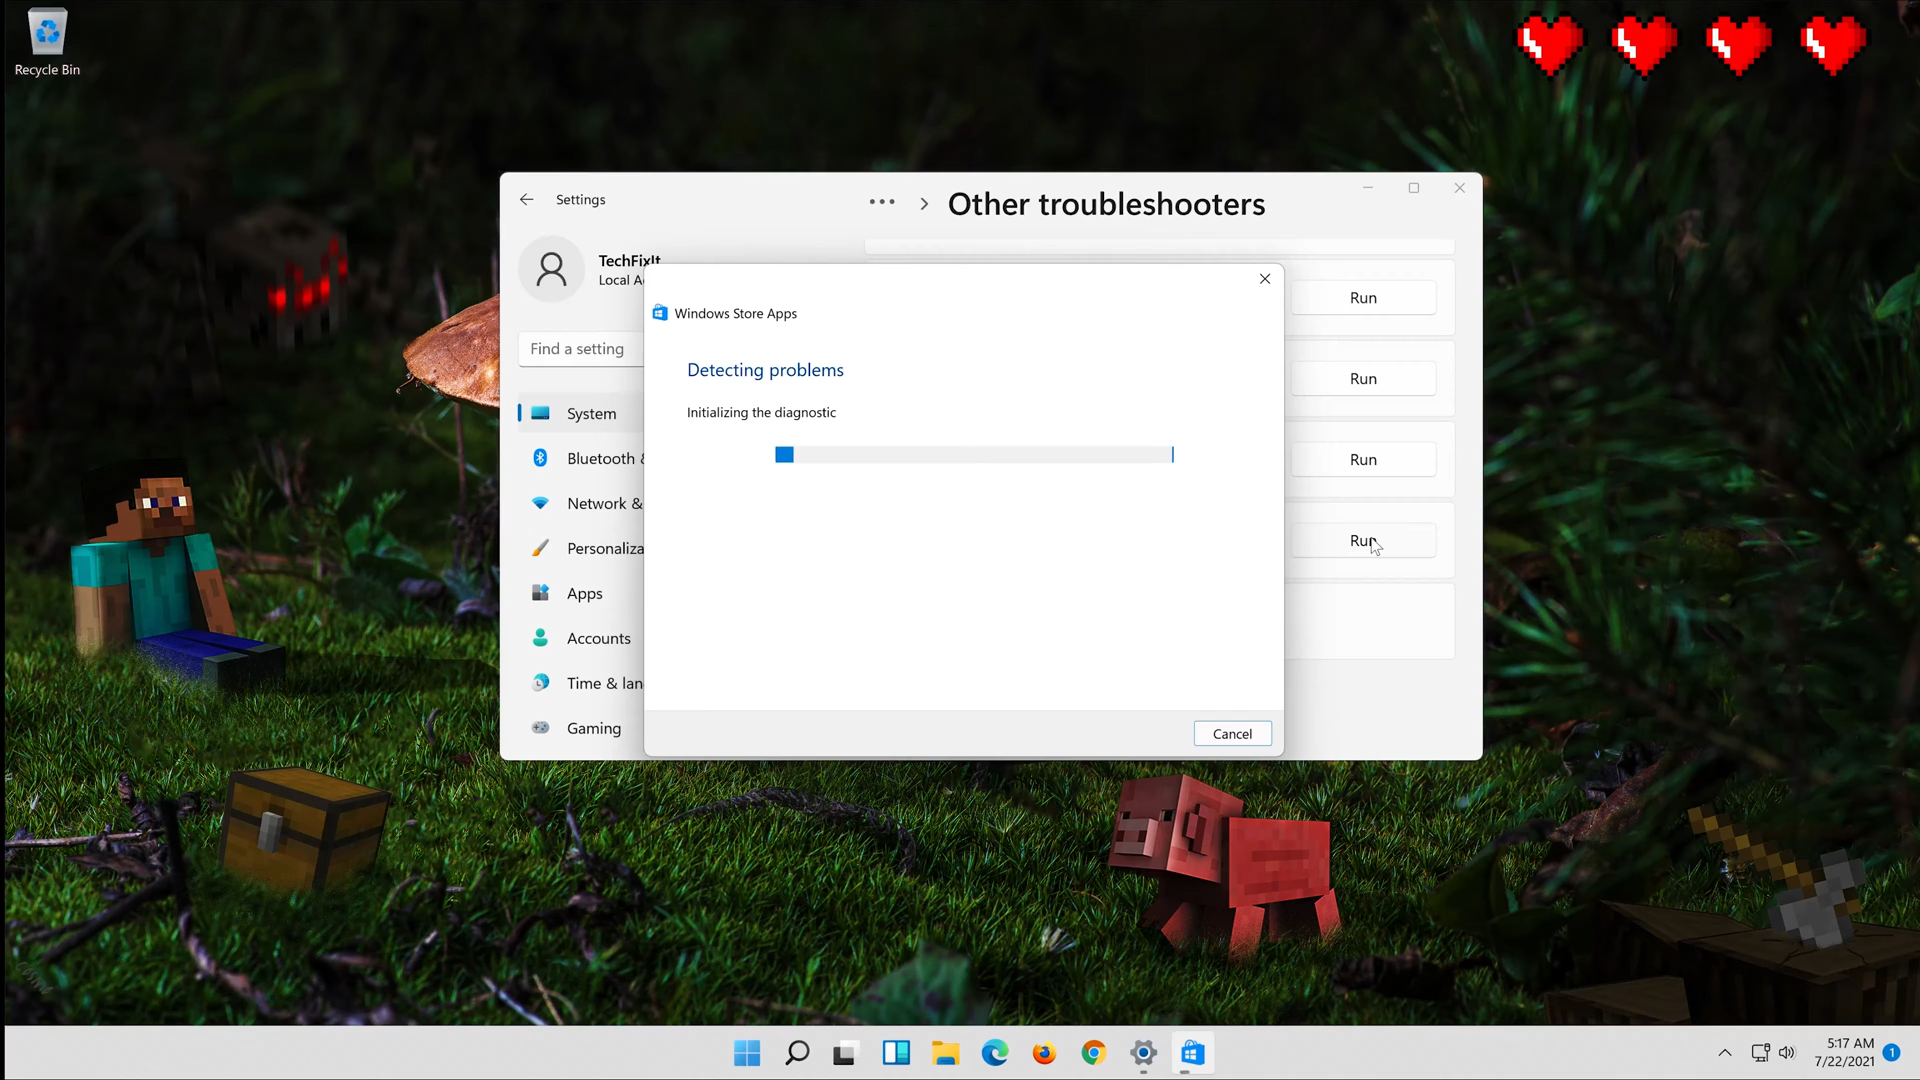 Recycle Bin
Settings
Other troubleshooters
TechFixIt
Local A
Find a setting
System
Bluetooth &
Network &
Personaliza
Apps
Accounts
Time & lan
Gaming
Windows Store Apps
Detecting problems
Initializing the diagnostic
Cancel
Run
Run
Run
Run
5:17 AM
7/22/2021
1